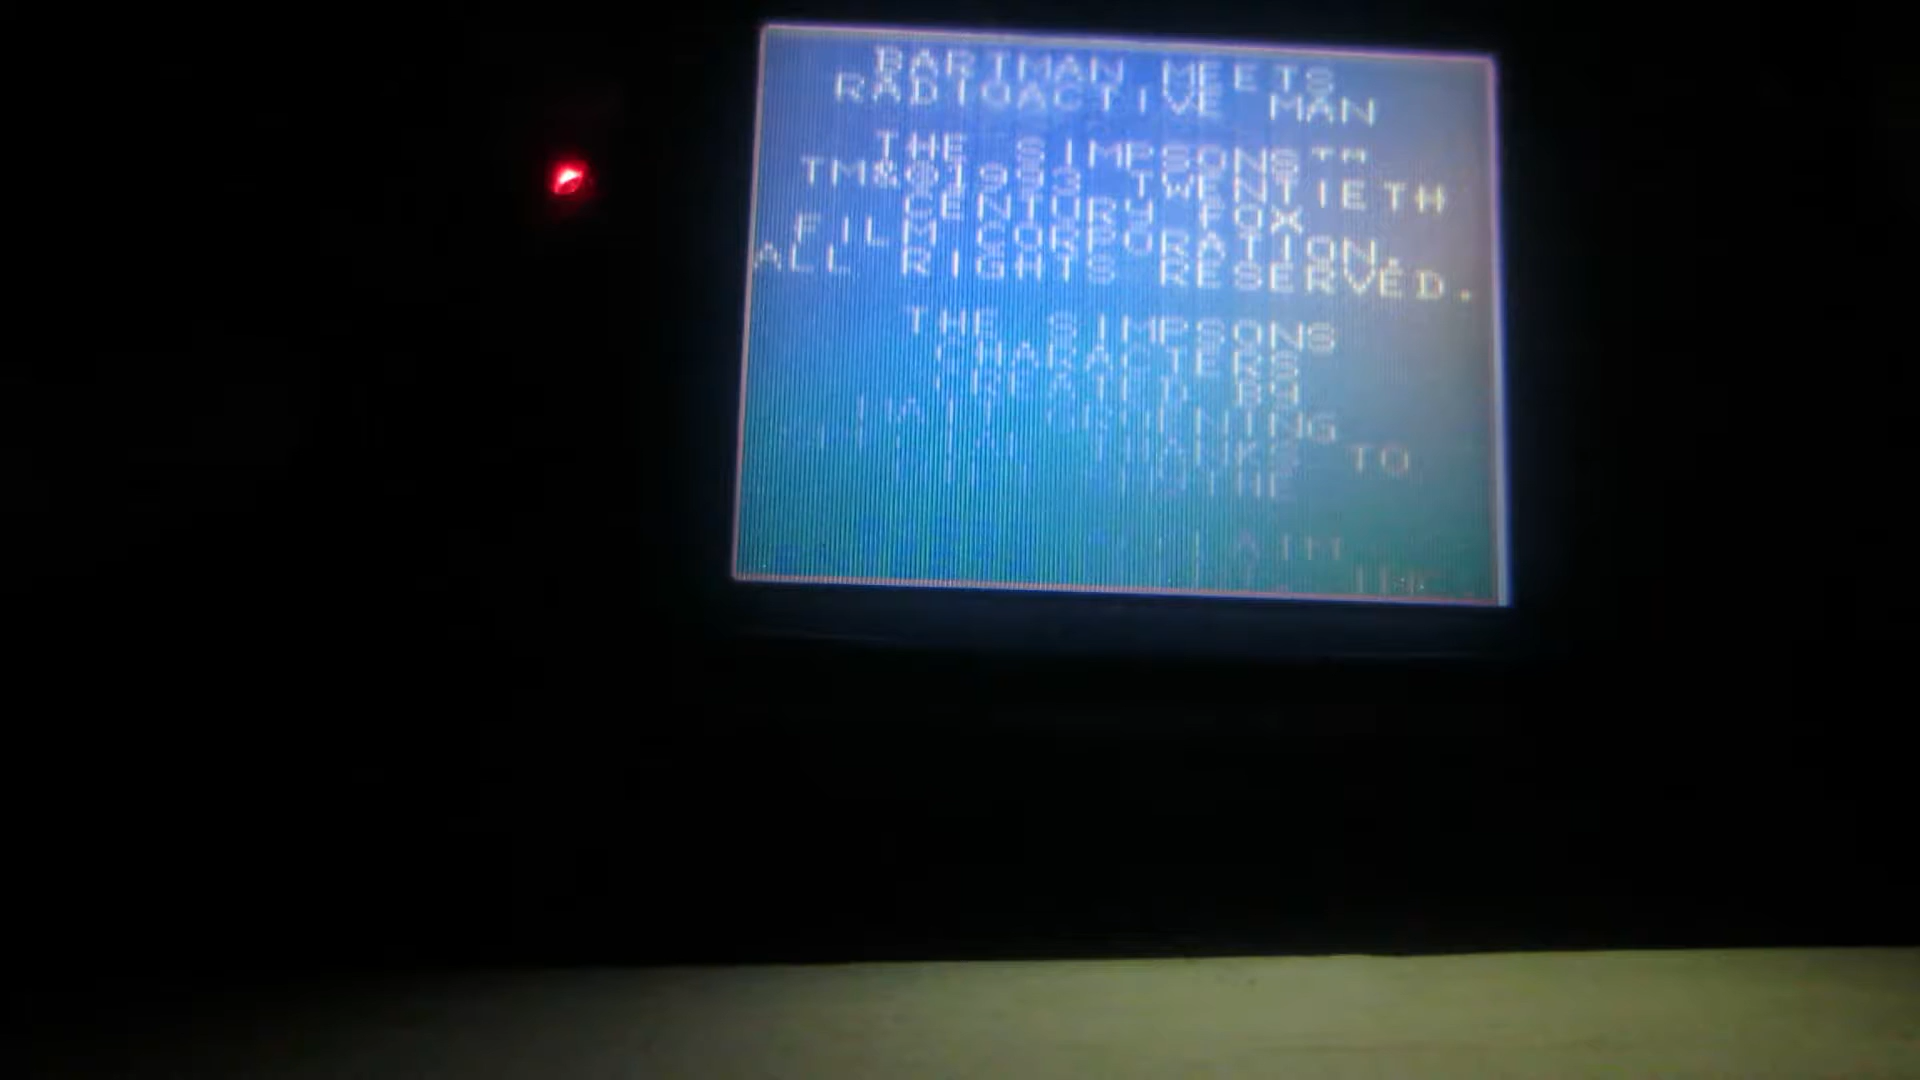 BARTMAN MEETS
RADIOACTIVE MAN
THE SIMPSONS™
TM&©1993 TWENTIETH
CENTURY FOX
FILM CORPORATION.
ALL RIGHTS RESERVED.
THE SIMPSONS
CHARACTERS
CREATED BY
MATT GROENING
SPECIAL THANKS TO